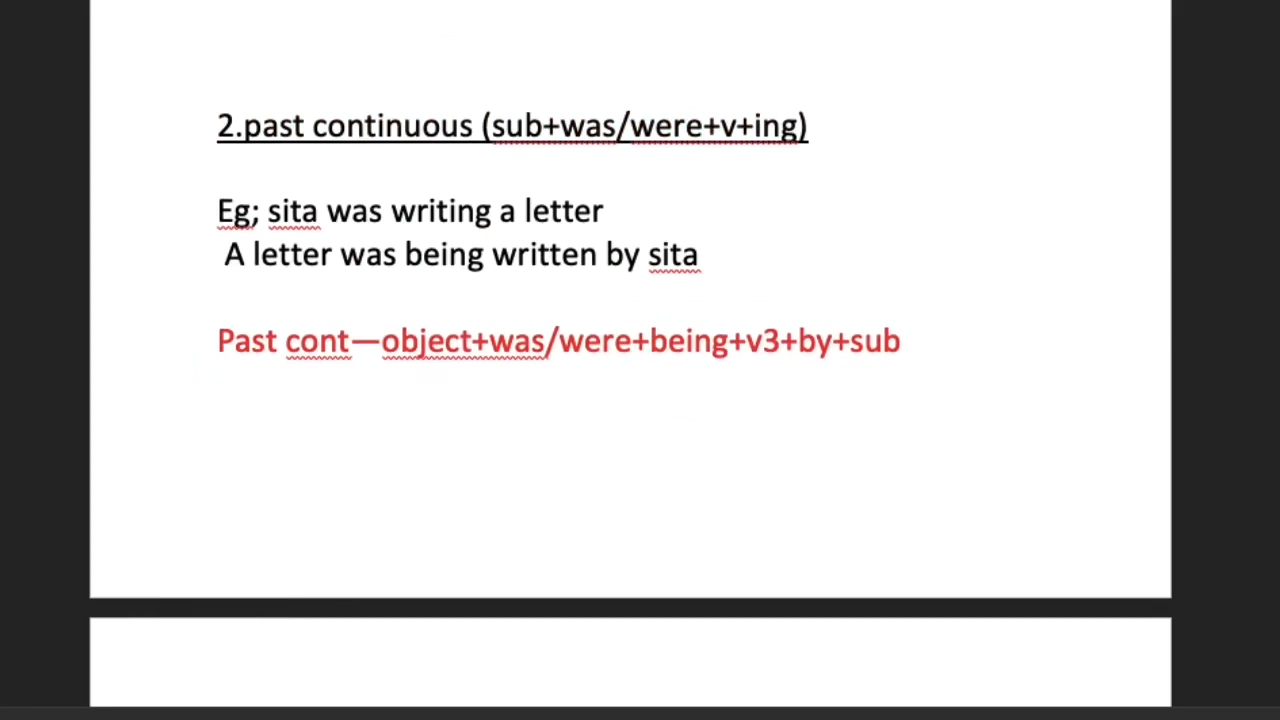 2.past continuous (sub+was/were+v+ing)
Eg; sita was writing a letter
A letter was being written by sita
Past cont—object+was/were+being+v3+by+sub